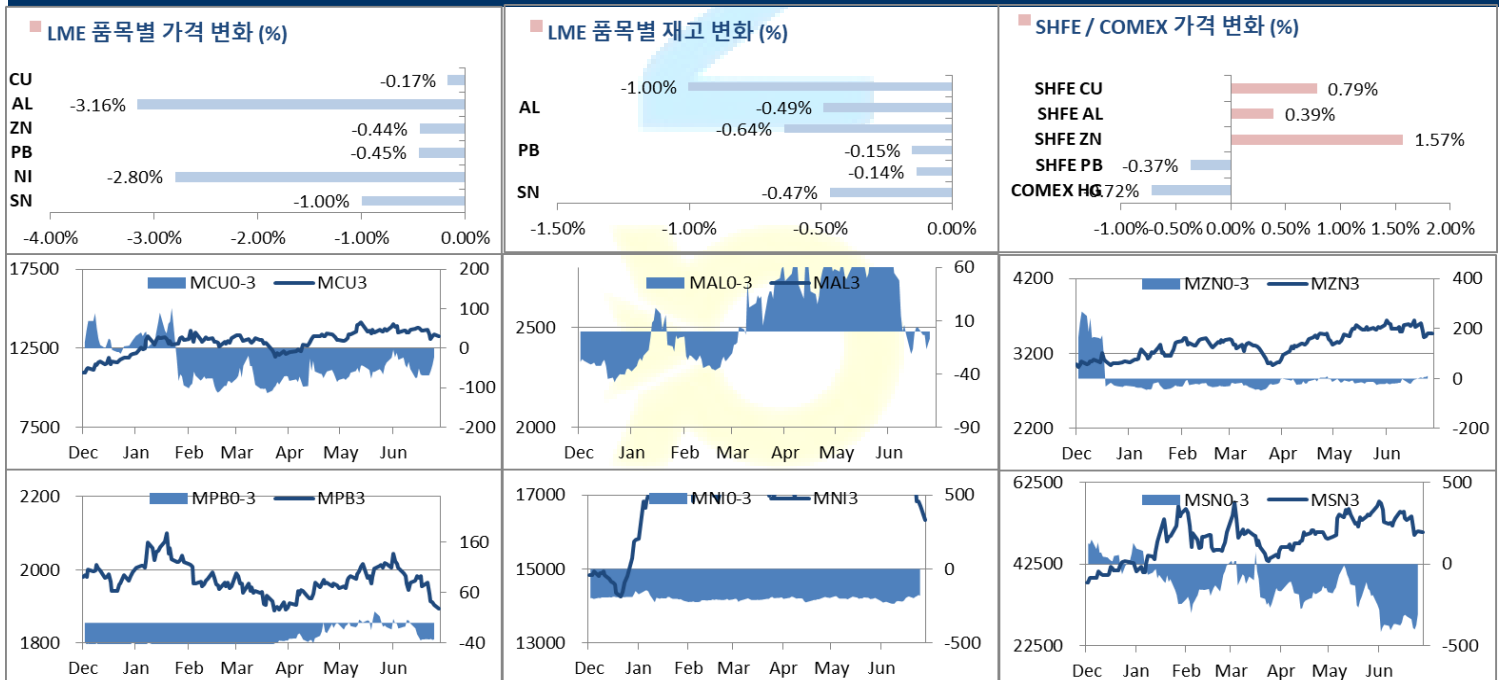 LME 품목별 가격 변화 (%)
CU
-0.17%
AL
-3.16%
ZN
-0.44%
PB
-0.45%
NI
-2.80%
SN
-1.00%
-4.00% -3.00% -2.00% -1.00% 0.00%
LME 품목별 재고 변화 (%)
-1.00%
AL
-0.49%
-0.64%
PB
-0.15%
-0.14%
SN
-0.47%
-1.50% -1.00% -0.50% 0.00%
SHFE / COMEX 가격 변화 (%)
SHFE CU
0.79%
SHFE AL
0.39%
SHFE ZN
1.57%
SHFE PB
-0.37%
COMEX HG
-0.72%
-1.00% -0.50% 0.00% 0.50% 1.00% 1.50% 2.00%
MCU0-3 MCU3
17500
12500
7500
200
100
0
-100
-200
Dec Jan Feb Mar Apr May Jun
MAL0-3 MAL3
2500
2000
60
10
-40
-90
Dec Jan Feb Mar Apr May Jun
MZN0-3 MZN3
4200
3200
2200
400
200
0
-200
Dec Jan Feb Mar Apr May Jun
MPB0-3 MPB3
2200
2000
1800
160
60
-40
Dec Jan Feb Mar Apr May Jun
MNI0-3 MNI3
17000
15000
13000
500
0
-500
Dec Jan Feb Mar Apr May Jun
MSN0-3 MSN3
62500
42500
22500
500
0
-500
Dec Jan Feb Mar Apr May Jun